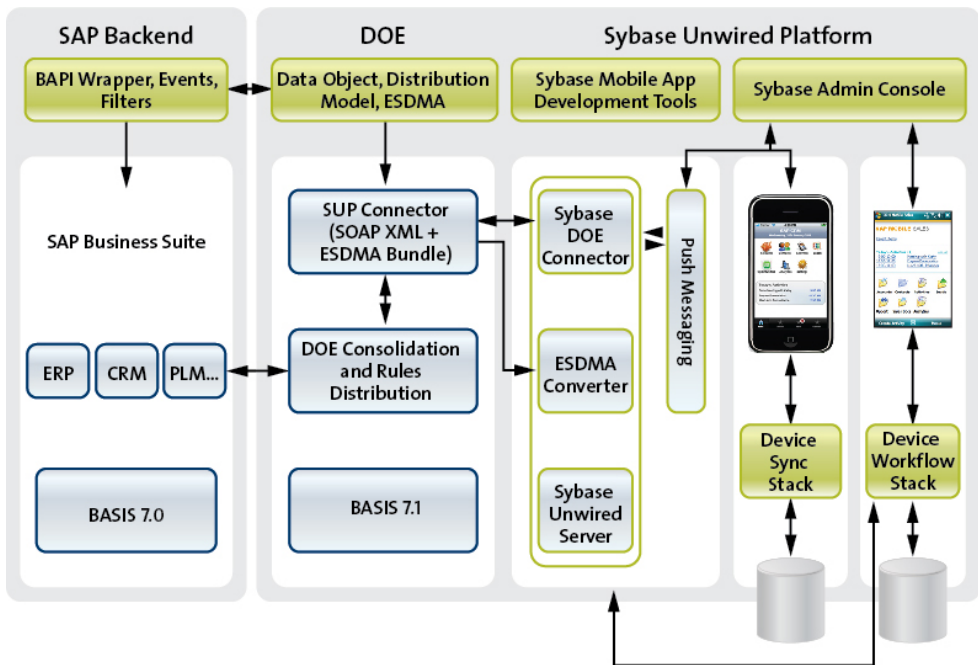 SAP Backend
DOE
Sybase Unwired Platform
BAPI Wrapper, Events,
Filters
Data Object, Distribution
Model, ESDMA
Sybase Mobile App
Development Tools
Sybase Admin Console
SAP Business Suite
SUP Connector
(SOAP XML +
ESDMA Bundle)
Sybase
DOE
Connector
Push Messaging
SAP MOBILE SALES
ERP
CRM
PLM...
DOE Consolidation
and Rules
Distribution
ESDMA
Converter
Device
Sync
Stack
Device
Workflow
Stack
BASIS 7.0
BASIS 7.1
Sybase
Unwired
Server